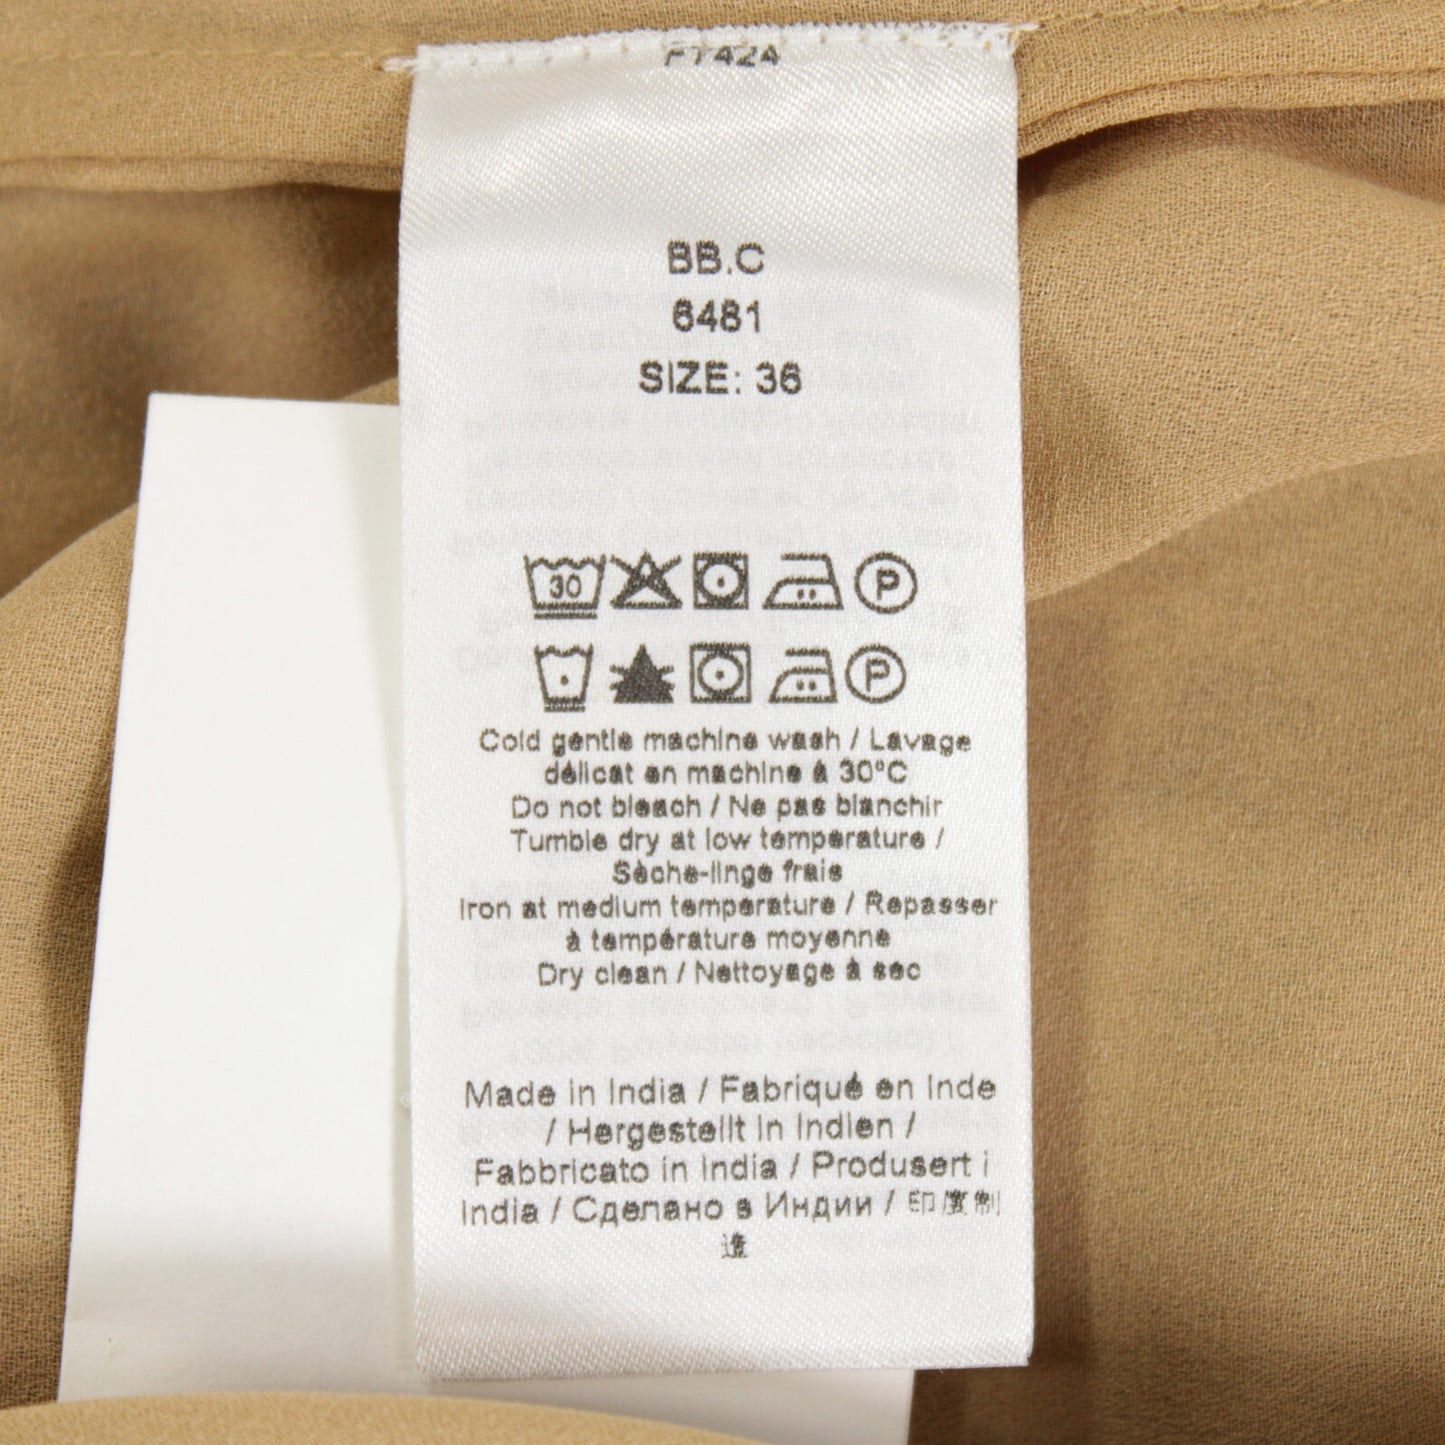 F7424
BB.C
6481
SIZE: 36
30 P
P
Cold gentle machine wash / Lavage
délicat en machine à 30°C
Do not bleach / Ne pas blanchir
Tumble dry at low temperature /
Sèche-linge frais
Iron at medium temperature / Repasser
à température moyenne
Dry clean / Nettoyage à sec
Made in India / Fabriqué en Inde
/ Hergestellt in Indien /
Fabbricato in India / Produsert i
India / Сделано в Индии / 印度制
造